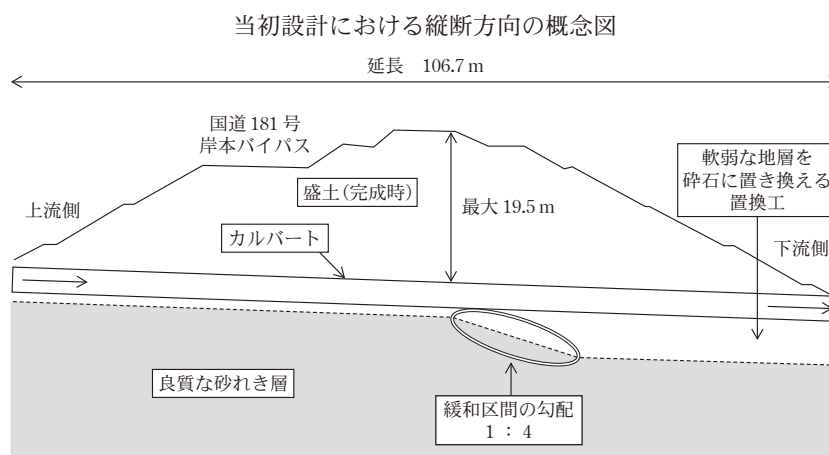 当初設計における縦断方向の概念図
延長 106.7 m
国道 181 号
岸本バイパス
盛土(完成時)
最大 19.5 m
軟弱な地層を
砕石に置き換える
置換工
上流側
カルバート
下流側
良質な砂れき層
緩和区間の勾配
1 : 4